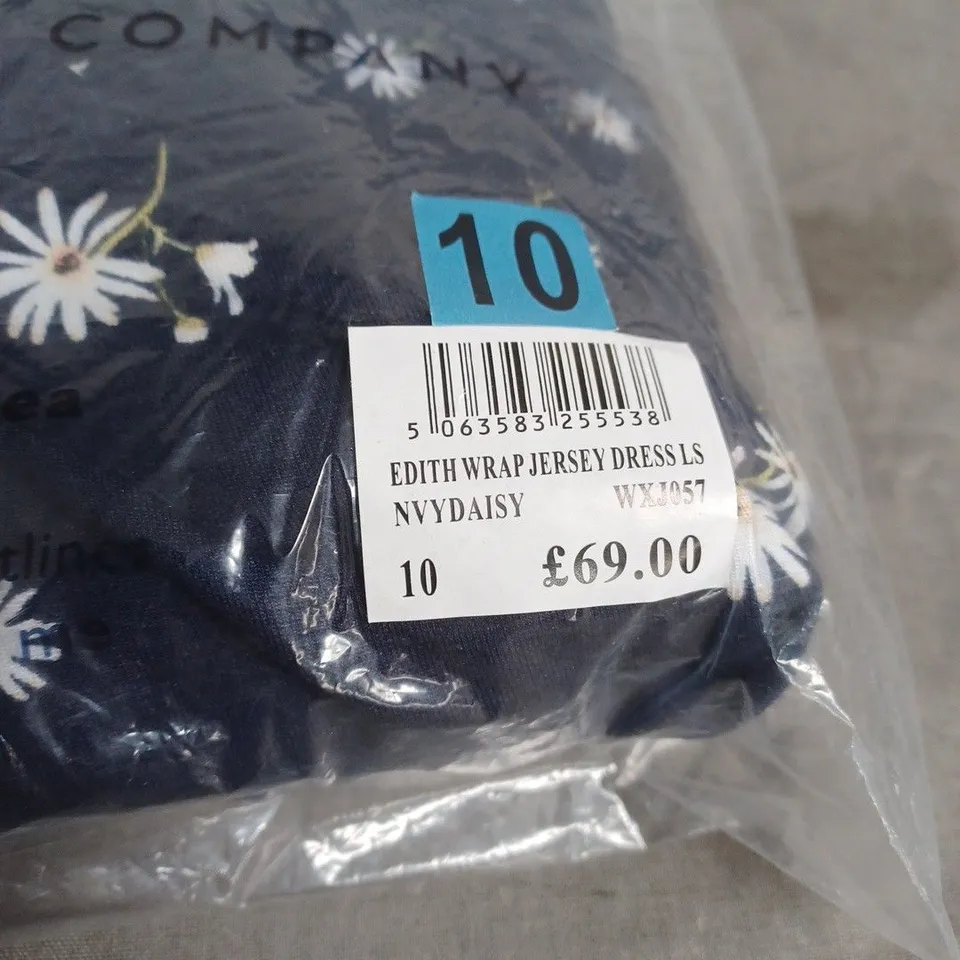 COMPANY
10
5 063583 255538
EDITH WRAP JERSEY DRESS LS
NVYDAISY WXJ057
10 £69.00